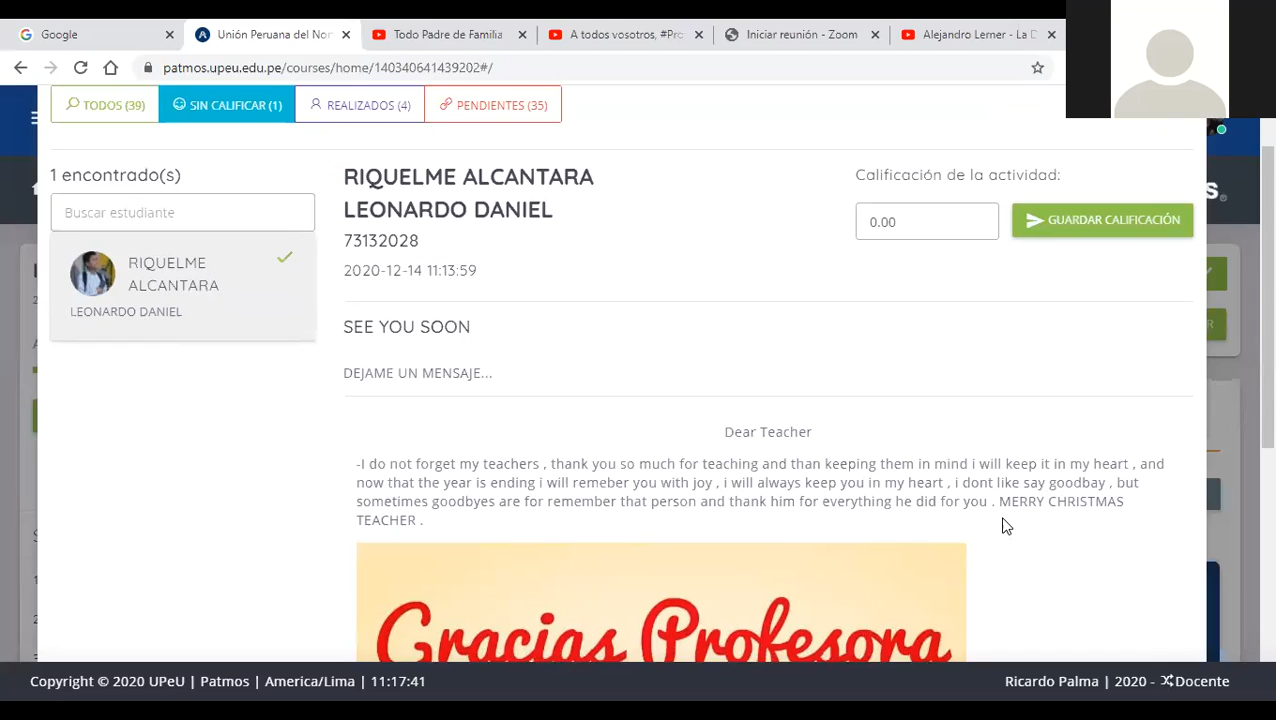 Google
Unión Peruana del Nor
Todo Padre de Familia
A todos vosotros, #Pro
Iniciar reunión - Zoom
Alejandro Lerner - La D
patmos.upeu.edu.pe/courses/home/140340641439202#/
TODOS (39)
SIN CALIFICAR (1)
REALIZADOS (4)
PENDIENTES (35)
1 encontrado(s)
Buscar estudiante
RIQUELME
ALCANTARA
LEONARDO DANIEL
RIQUELME ALCANTARA
LEONARDO DANIEL
73132028
2020-12-14 11:13:59
Calificación de la actividad:
0.00
GUARDAR CALIFICACIÓN
SEE YOU SOON
DEJAME UN MENSAJE...
Dear Teacher
-I do not forget my teachers , thank you so much for teaching and than keeping them in mind i will keep it in my heart , and
now that the year is ending i will remeber you with joy , i will always keep you in my heart , i dont like say goodbay , but
sometimes goodbyes are for remember that person and thank him for everything he did for you . MERRY CHRISTMAS
TEACHER .
Gracias Profesora
Copyright © 2020 UPeU | Patmos | America/Lima | 11:17:41
Ricardo Palma | 2020 - Docente